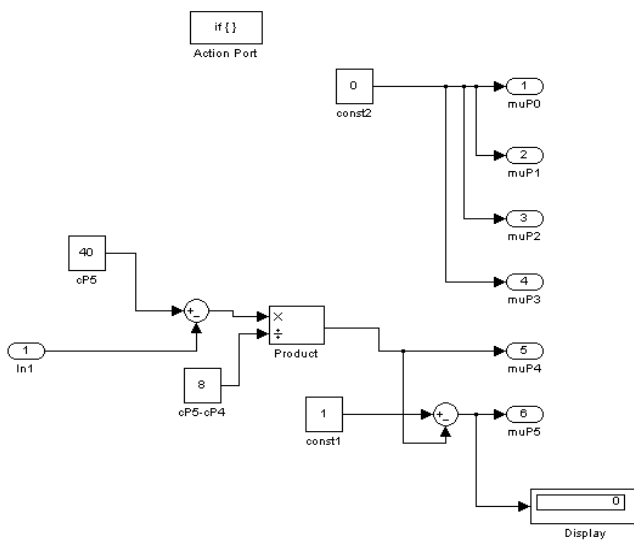 if { }
Action Port
0
const2
1
muP0
2
muP1
3
muP2
4
muP3
40
cP5
+
−
×
÷
Product
1
In1
8
cP5-cP4
5
muP4
1
const1
+
−
6
muP5
0
Display